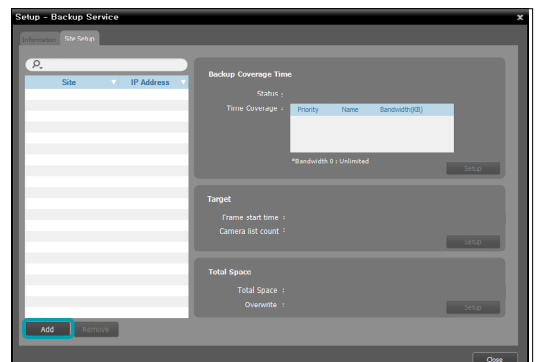 Setup - Backup Service
x
Information Site Setup
Site IP Address
Backup Coverage Time
Status :
Time Coverage :
Priority Name Bandwidth(KB)
*Bandwidth 0 : Unlimited
Setup
Target
Frame start time :
Camera list count :
Setup
Total Space
Total Space :
Overwrite :
Setup
Add Remove
Close